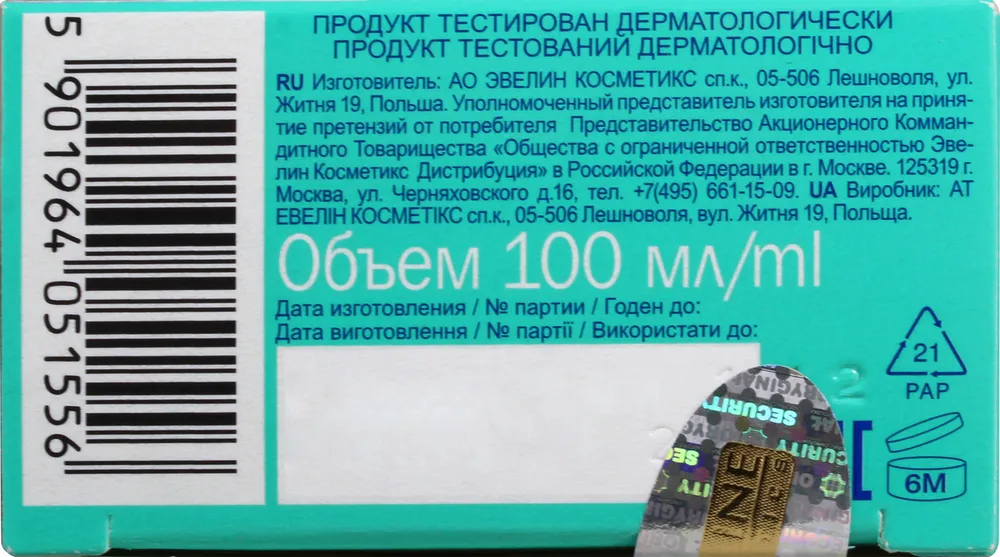 ПРОДУКТ ТЕСТИРОВАН ДЕРМАТОЛОГИЧЕСКИ
ПРОДУКТ ТЕСТОВАНИЙ ДЕРМАТОЛОГІЧНО
RU Изготовитель: АО ЭВЕЛИН КОСМЕТИКС сп.к., 05-506 Лешноволя, ул.
Житня 19, Польша. Уполномоченный представитель изготовителя на приня-
тие претензий от потребителя Представительство Акционерного Комман-
дитного Товарищества «Общества с ограниченной ответственностью Эве-
лин Косметикс Дистрибуция» в Российской Федерации в г. Москве. 125319 г.
Москва, ул. Черняховского д.16, тел. +7(495) 661-15-09. UA Виробник: АТ
ЕВЕЛІН КОСМЕТІКС сп.к., 05-506 Лешноволя, вул. Житня 19, Польща.
Объем 100 мл/ml
Дата изготовления / № партии / Годен до:
Дата виготовлення / № партії / Використати до:
5 901964 051556
21
PAP
6M
SECURITY